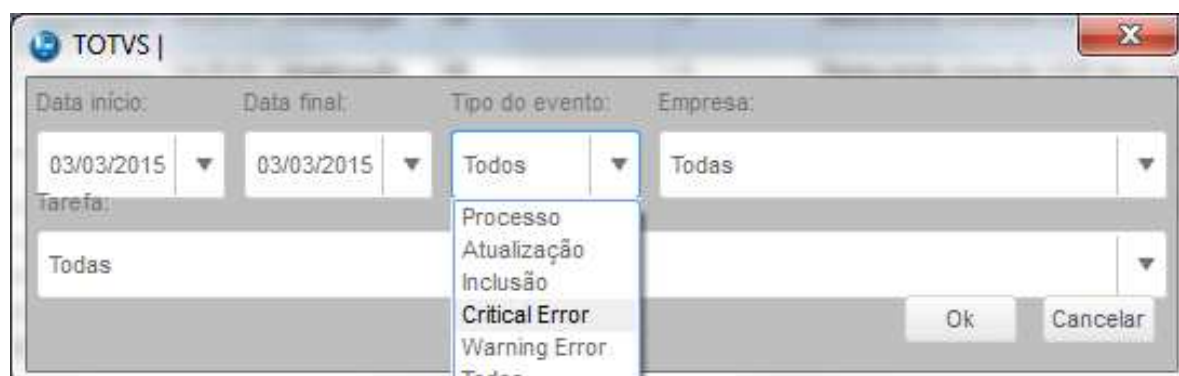 TOTVS |
Data início: Data final: Tipo do evento: Empresa:
03/03/2015 03/03/2015 Todos Todas
Tarefa:
Processo
Atualização
Todas
Inclusão
Critical Error
Ok Cancelar
Warning Error
Todos